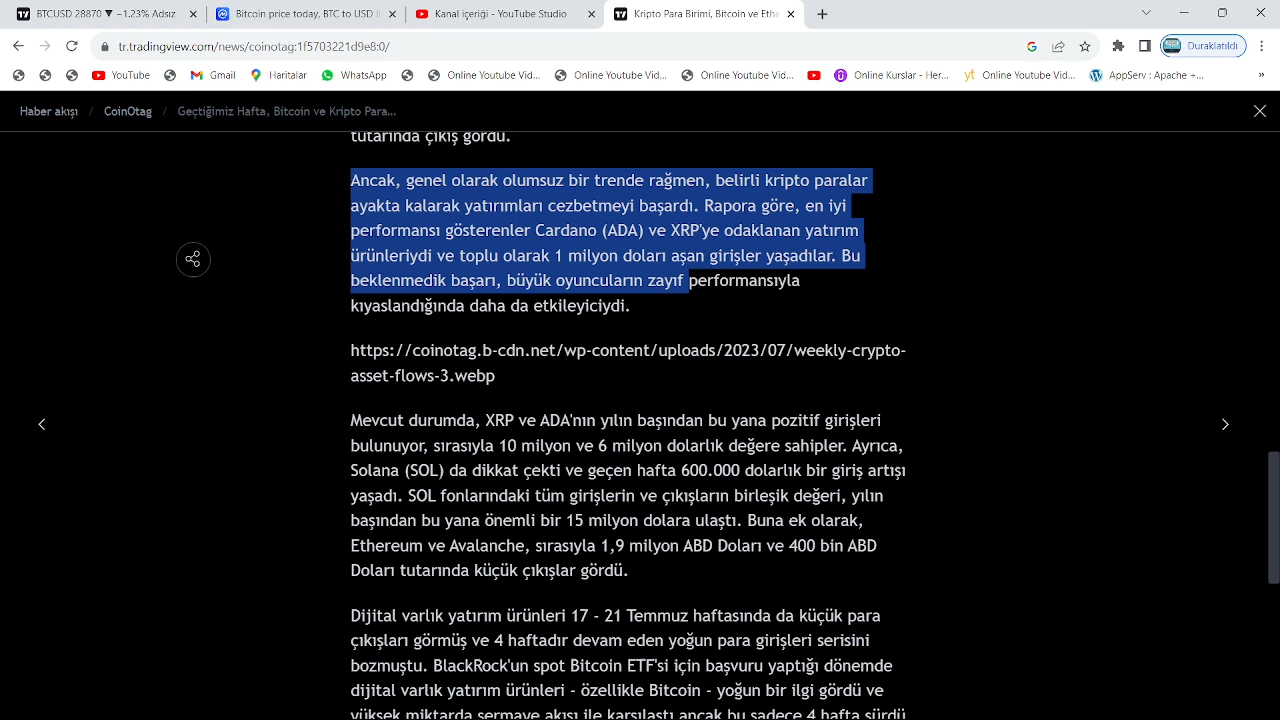 BTCUSD 28870 ▼ −1.23% Adsız
Bitcoin price today, BTC to USD li
Kanal içeriği - YouTube Studio
Kripto Para Birimi, Bitcoin ve Ethe
tr.tradingview.com/news/coinotag:1f5703221d9e8:0/
Duraklatıldı
YouTube
Gmail
Haritalar
WhatsApp
Online Youtube Vid...
Online Youtube Vid...
Online Youtube Vid...
Online Kurslar - Her...
Online Youtube Vid...
AppServ : Apache +...
»
Haber akışı / CoinOtag / Geçtiğimiz Hafta, Bitcoin ve Kripto Para...
tutarında çıkış gördü.
Ancak, genel olarak olumsuz bir trende rağmen, belirli kripto paralar
ayakta kalarak yatırımları cezbetmeyi başardı. Rapora göre, en iyi
performansı gösterenler Cardano (ADA) ve XRP'ye odaklanan yatırım
ürünleriydi ve toplu olarak 1 milyon doları aşan girişler yaşadılar. Bu
beklenmedik başarı, büyük oyuncuların zayıf performansıyla
kıyaslandığında daha da etkileyiciydi.
https://coinotag.b-cdn.net/wp-content/uploads/2023/07/weekly-crypto-
asset-flows-3.webp
Mevcut durumda, XRP ve ADA'nın yılın başından bu yana pozitif girişleri
bulunuyor, sırasıyla 10 milyon ve 6 milyon dolarlık değere sahipler. Ayrıca,
Solana (SOL) da dikkat çekti ve geçen hafta 600.000 dolarlık bir giriş artışı
yaşadı. SOL fonlarındaki tüm girişlerin ve çıkışların birleşik değeri, yılın
başından bu yana önemli bir 15 milyon dolara ulaştı. Buna ek olarak,
Ethereum ve Avalanche, sırasıyla 1,9 milyon ABD Doları ve 400 bin ABD
Doları tutarında küçük çıkışlar gördü.
Dijital varlık yatırım ürünleri 17 - 21 Temmuz haftasında da küçük para
çıkışları görmüş ve 4 haftadır devam eden yoğun para girişleri serisini
bozmuştu. BlackRock'un spot Bitcoin ETF'si için başvuru yaptığı dönemde
dijital varlık yatırım ürünleri - özellikle Bitcoin - yoğun bir ilgi gördü ve
yüksek miktarda sermaye akışı ile karşılaştı ancak bu sadece 4 hafta sürdü